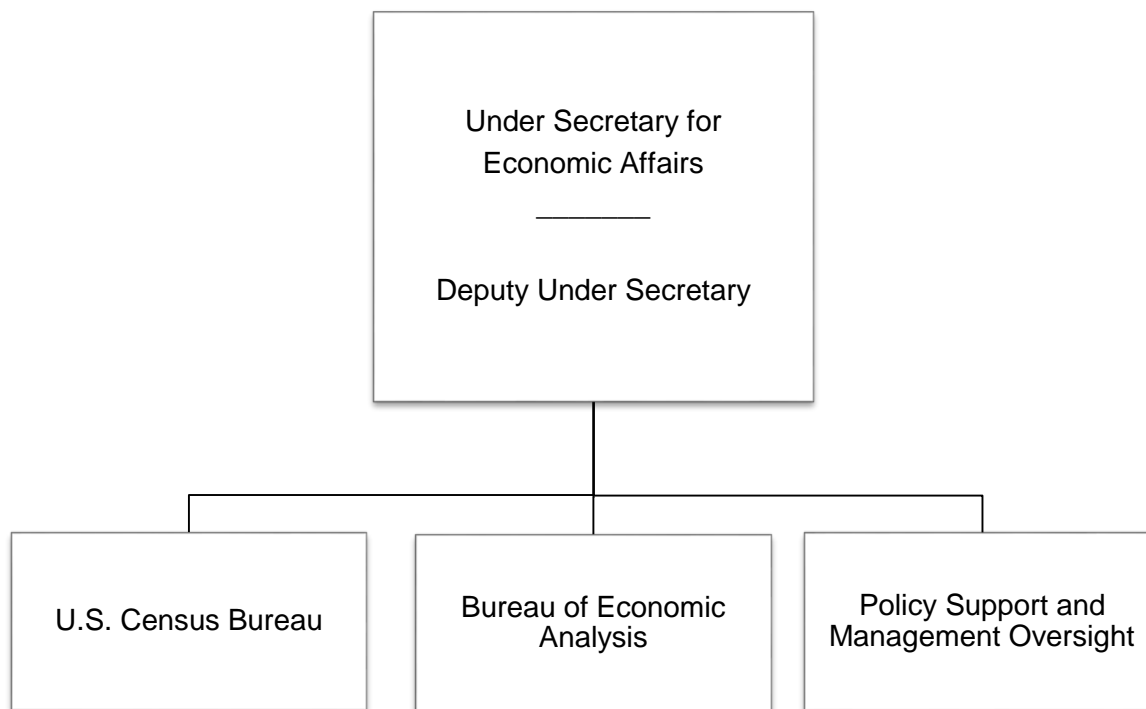 Under Secretary for
Economic Affairs
_______
Deputy Under Secretary
U.S. Census Bureau
Bureau of Economic
Analysis
Policy Support and
Management Oversight